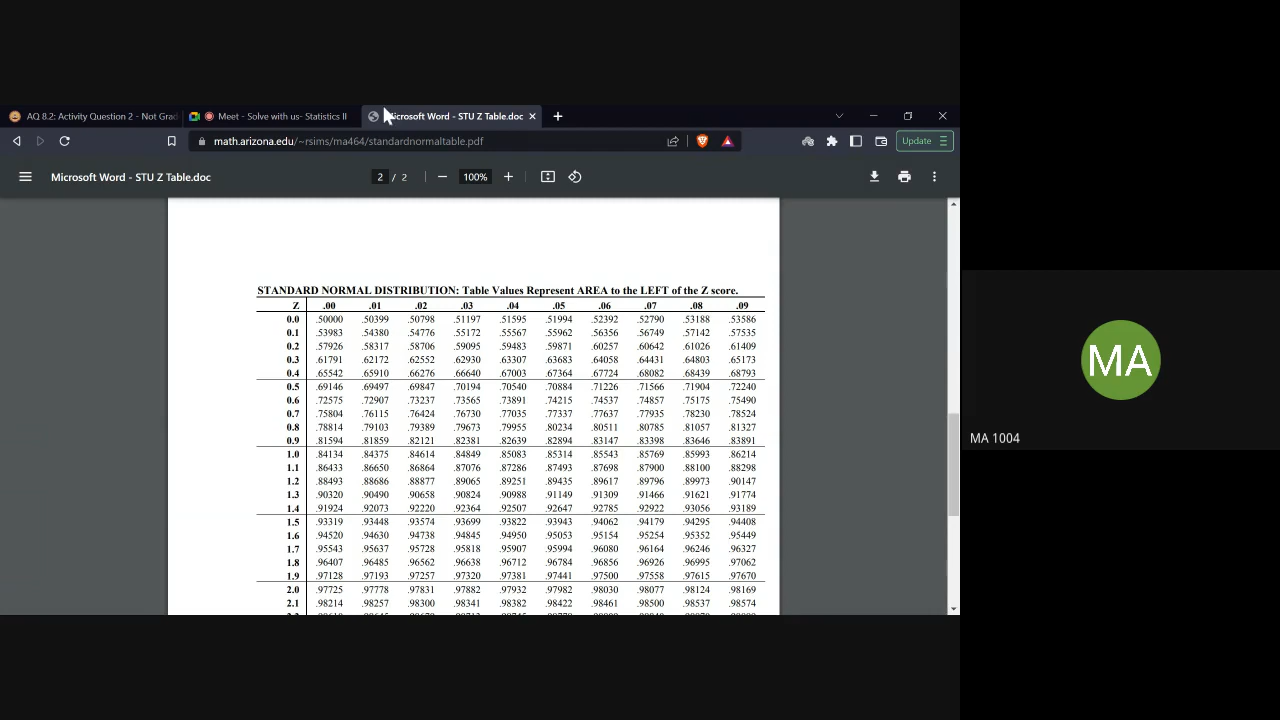 AQ 8.2: Activity Question 2 - Not Grad
Meet - Solve with us- Statistics II
icrosoft Word - STU Z Table.doc
math.arizona.edu/~rsims/ma464/standardnormaltable.pdf
Update
Microsoft Word - STU Z Table.doc
2 / 2
100%
STANDARD NORMAL DISTRIBUTION: Table Values Represent AREA to the LEFT of the Z score.
Z .00 .01 .02 .03 .04 .05 .06 .07 .08 .09
0.0 .50000 .50399 .50798 .51197 .51595 .51994 .52392 .52790 .53188 .53586
0.1 .53983 .54380 .54776 .55172 .55567 .55962 .56356 .56749 .57142 .57535
0.2 .57926 .58317 .58706 .59095 .59483 .59871 .60257 .60642 .61026 .61409
0.3 .61791 .62172 .62552 .62930 .63307 .63683 .64058 .64431 .64803 .65173
0.4 .65542 .65910 .66276 .66640 .67003 .67364 .67724 .68082 .68439 .68793
0.5 .69146 .69497 .69847 .70194 .70540 .70884 .71226 .71566 .71904 .72240
0.6 .72575 .72907 .73237 .73565 .73891 .74215 .74537 .74857 .75175 .75490
0.7 .75804 .76115 .76424 .76730 .77035 .77337 .77637 .77935 .78230 .78524
0.8 .78814 .79103 .79389 .79673 .79955 .80234 .80511 .80785 .81057 .81327
0.9 .81594 .81859 .82121 .82381 .82639 .82894 .83147 .83398 .83646 .83891
1.0 .84134 .84375 .84614 .84849 .85083 .85314 .85543 .85769 .85993 .86214
1.1 .86433 .86650 .86864 .87076 .87286 .87493 .87698 .87900 .88100 .88298
1.2 .88493 .88686 .88877 .89065 .89251 .89435 .89617 .89796 .89973 .90147
1.3 .90320 .90490 .90658 .90824 .90988 .91149 .91309 .91466 .91621 .91774
1.4 .91924 .92073 .92220 .92364 .92507 .92647 .92785 .92922 .93056 .93189
1.5 .93319 .93448 .93574 .93699 .93822 .93943 .94062 .94179 .94295 .94408
1.6 .94520 .94630 .94738 .94845 .94950 .95053 .95154 .95254 .95352 .95449
1.7 .95543 .95637 .95728 .95818 .95907 .95994 .96080 .96164 .96246 .96327
1.8 .96407 .96485 .96562 .96638 .96712 .96784 .96856 .96926 .96995 .97062
1.9 .97128 .97193 .97257 .97320 .97381 .97441 .97500 .97558 .97615 .97670
2.0 .97725 .97778 .97831 .97882 .97932 .97982 .98030 .98077 .98124 .98169
2.1 .98214 .98257 .98300 .98341 .98382 .98422 .98461 .98500 .98537 .98574
MA
MA 1004